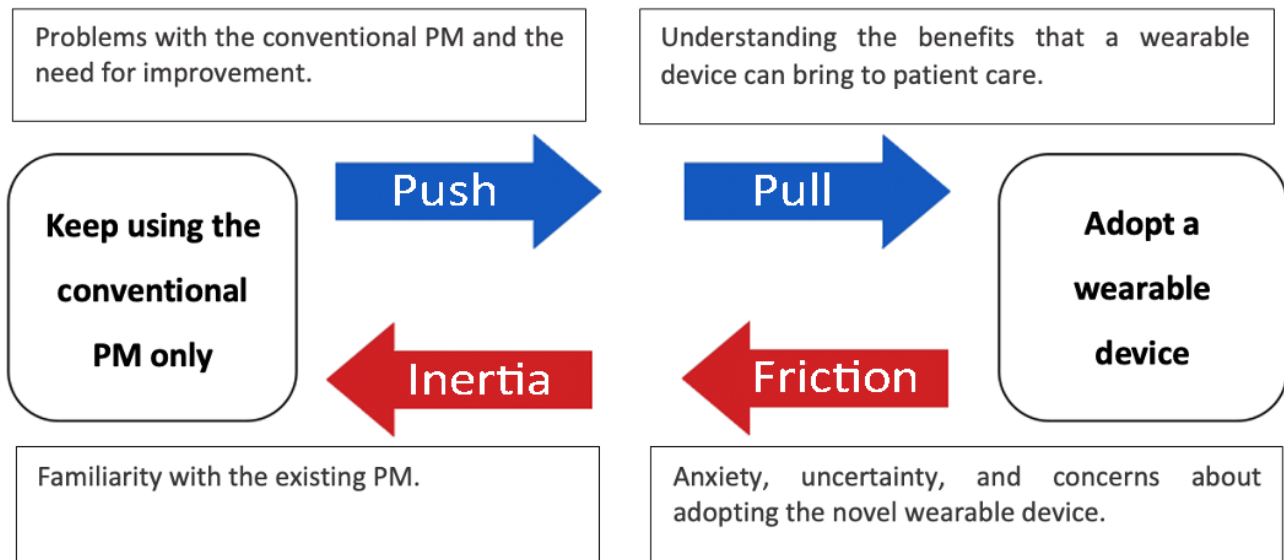 Problems with the conventional PM and the
need for improvement.
Understanding the benefits that a wearable
device can bring to patient care.
Push
Pull
Keep using the
conventional
PM only
Adopt a
wearable
device
Inertia
Friction
Familiarity with the existing PM.
Anxiety, uncertainty, and concerns about
adopting the novel wearable device.